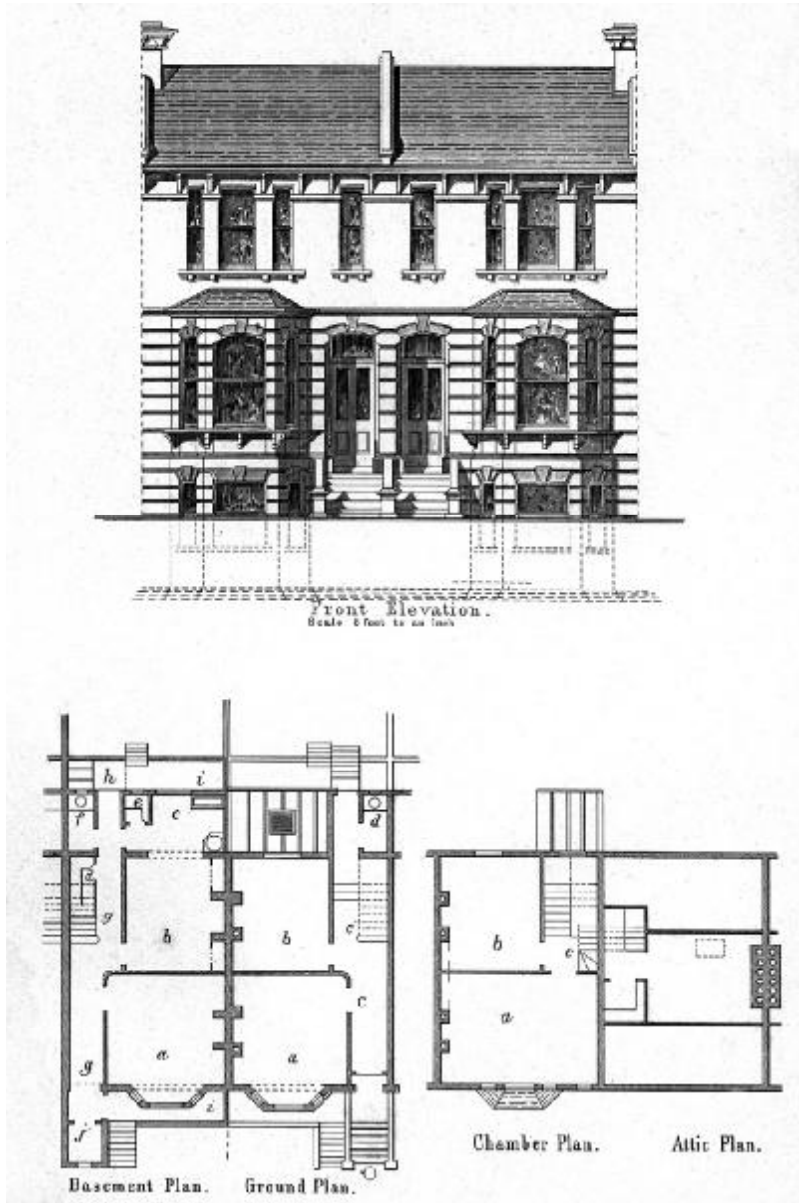 Front Elevation.
Scale 8 feet to an Inch
h i
f e c d
g b b c
a a c
g i
j
b e
a
Chamber Plan. Attic Plan.
Basement Plan. Ground Plan.